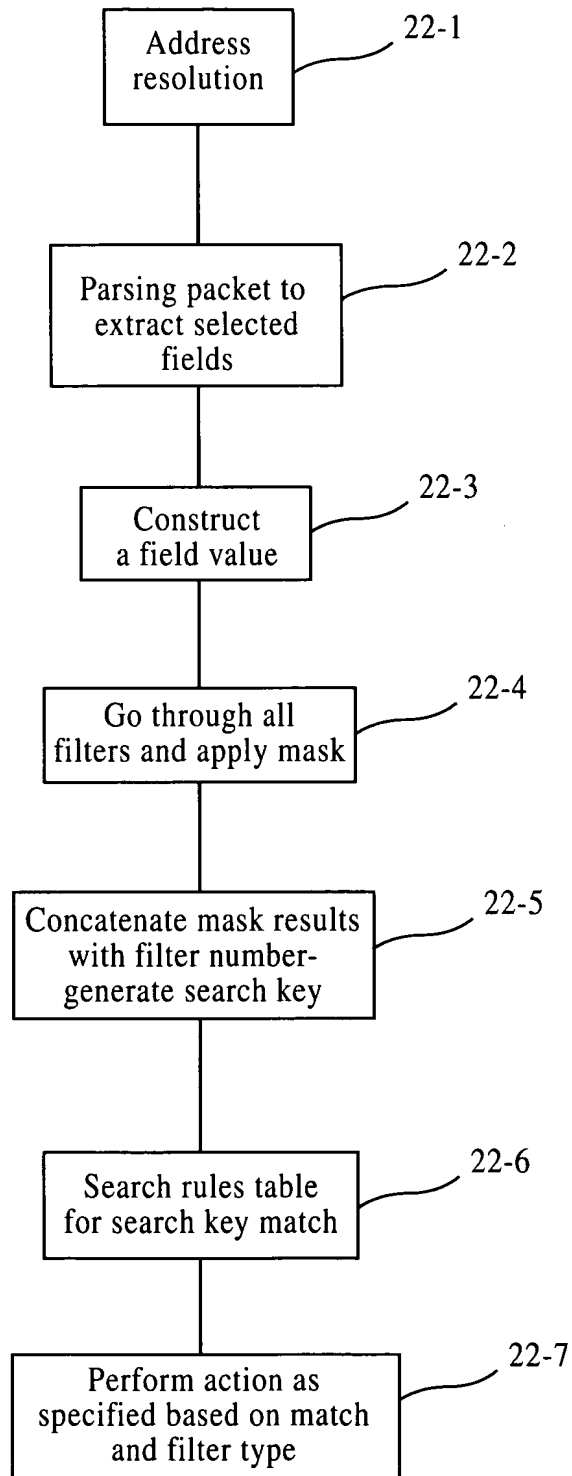 Address
resolution
22-1
Parsing packet to
extract selected
fields
22-2
Construct
a field value
22-3
Go through all
filters and apply mask
22-4
Concatenate mask results
with filter number-
generate search key
22-5
Search rules table
for search key match
22-6
Perform action as
specified based on match
and filter type
22-7